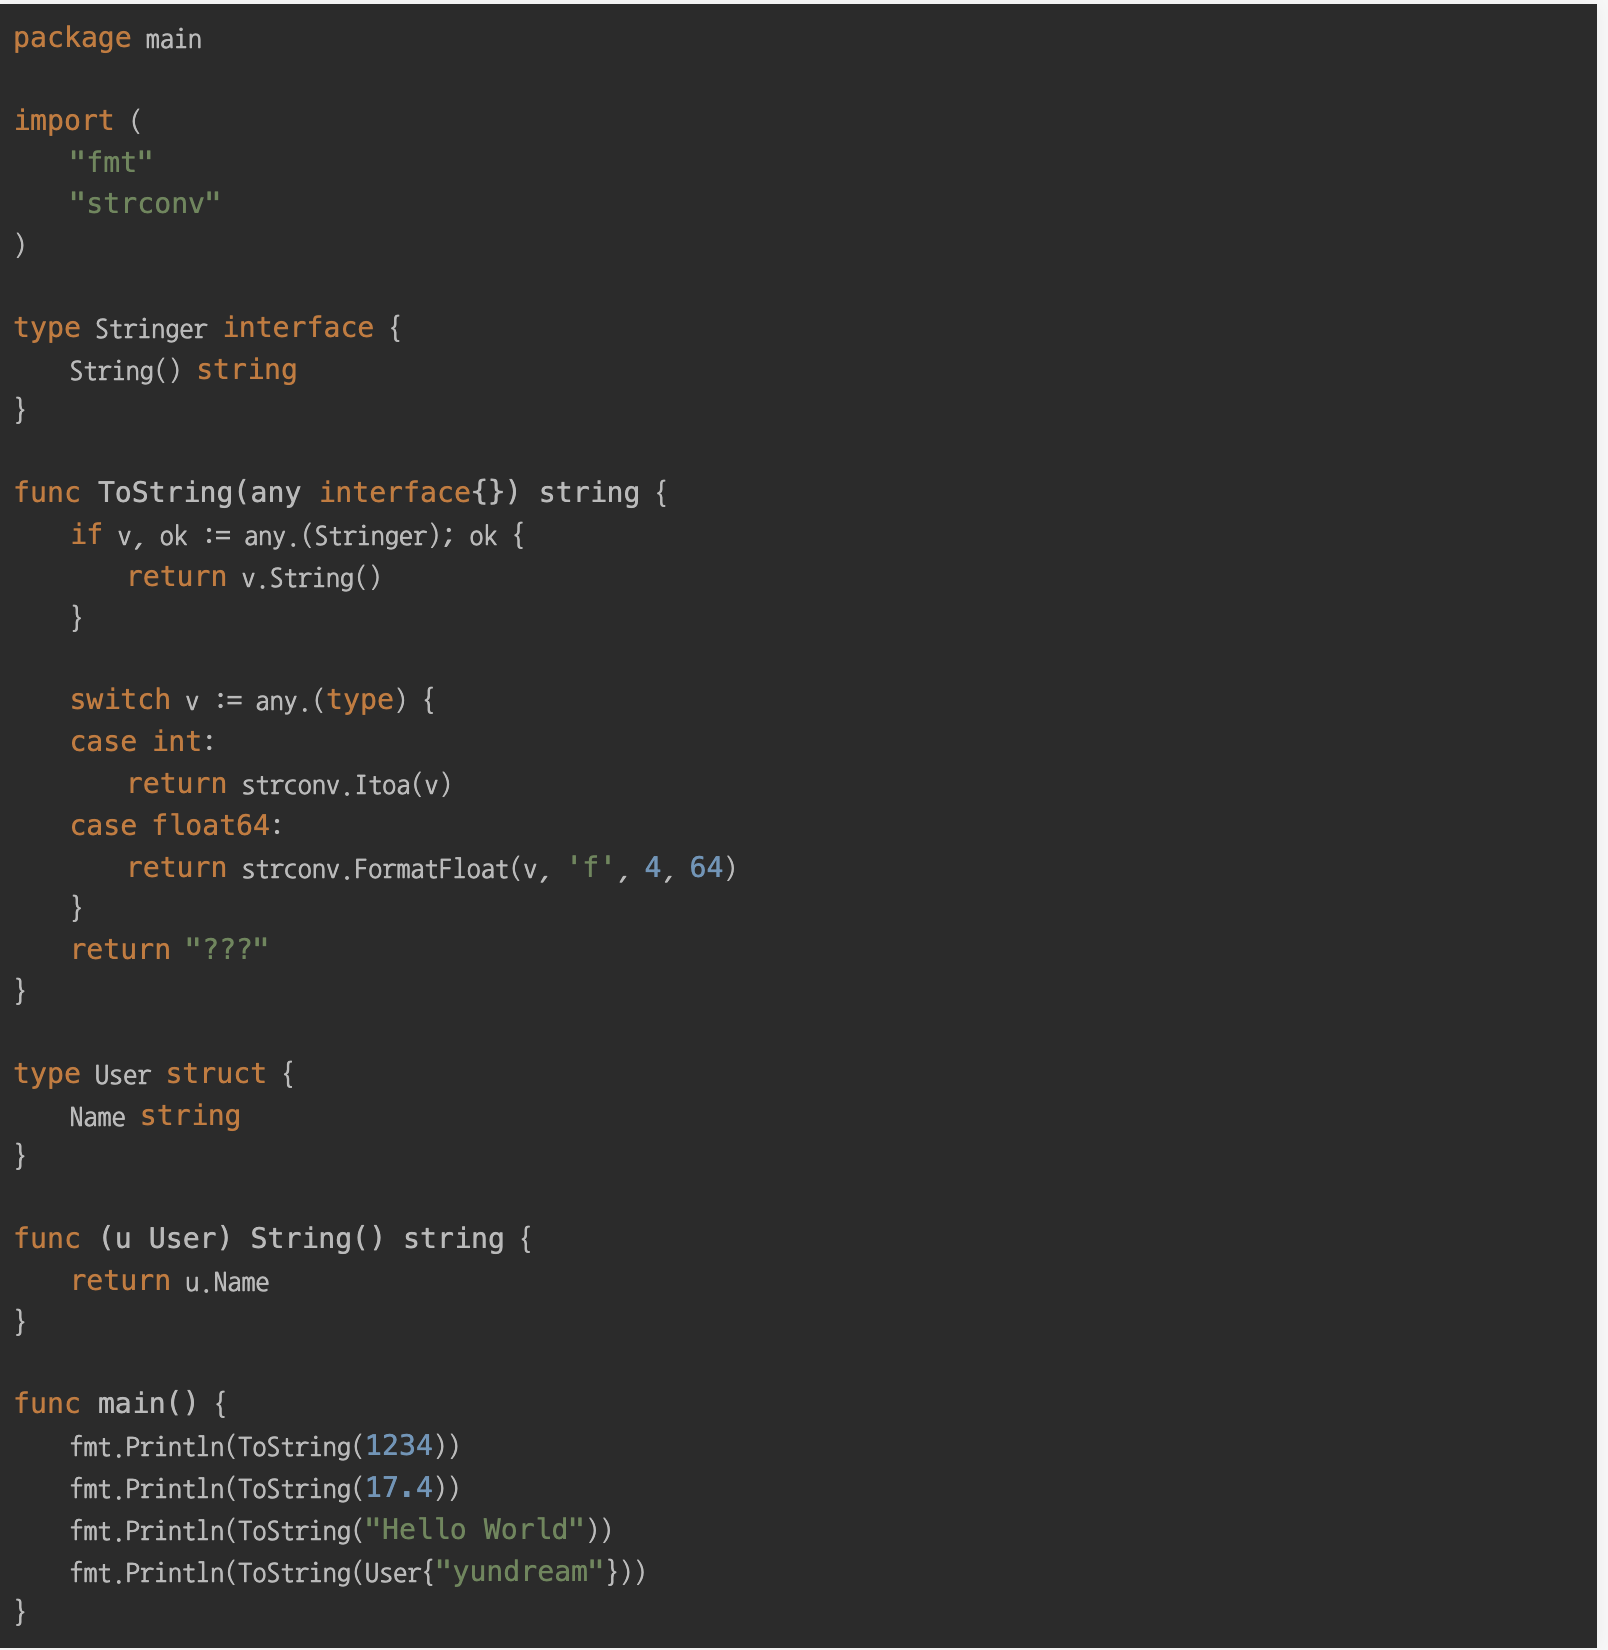 package main
import (
"fmt"
"strconv"
)
type Stringer interface {
String() string
}
func ToString(any interface{}) string {
if v, ok := any.(Stringer); ok {
return v.String()
}
switch v := any.(type) {
case int:
return strconv.Itoa(v)
case float64:
return strconv.FormatFloat(v, 'f', 4, 64)
}
return "???"
}
type User struct {
Name string
}
func (u User) String() string {
return u.Name
}
func main() {
fmt.Println(ToString(1234))
fmt.Println(ToString(17.4))
fmt.Println(ToString("Hello World"))
fmt.Println(ToString(User{"yundream"}))
}